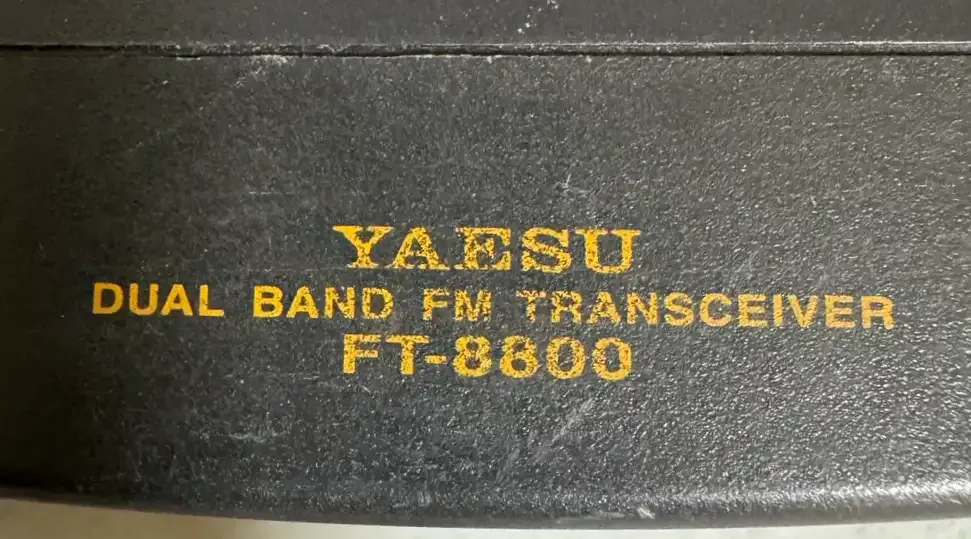 YAESU
DUAL BAND FM TRANSCEIVER
FT-8800